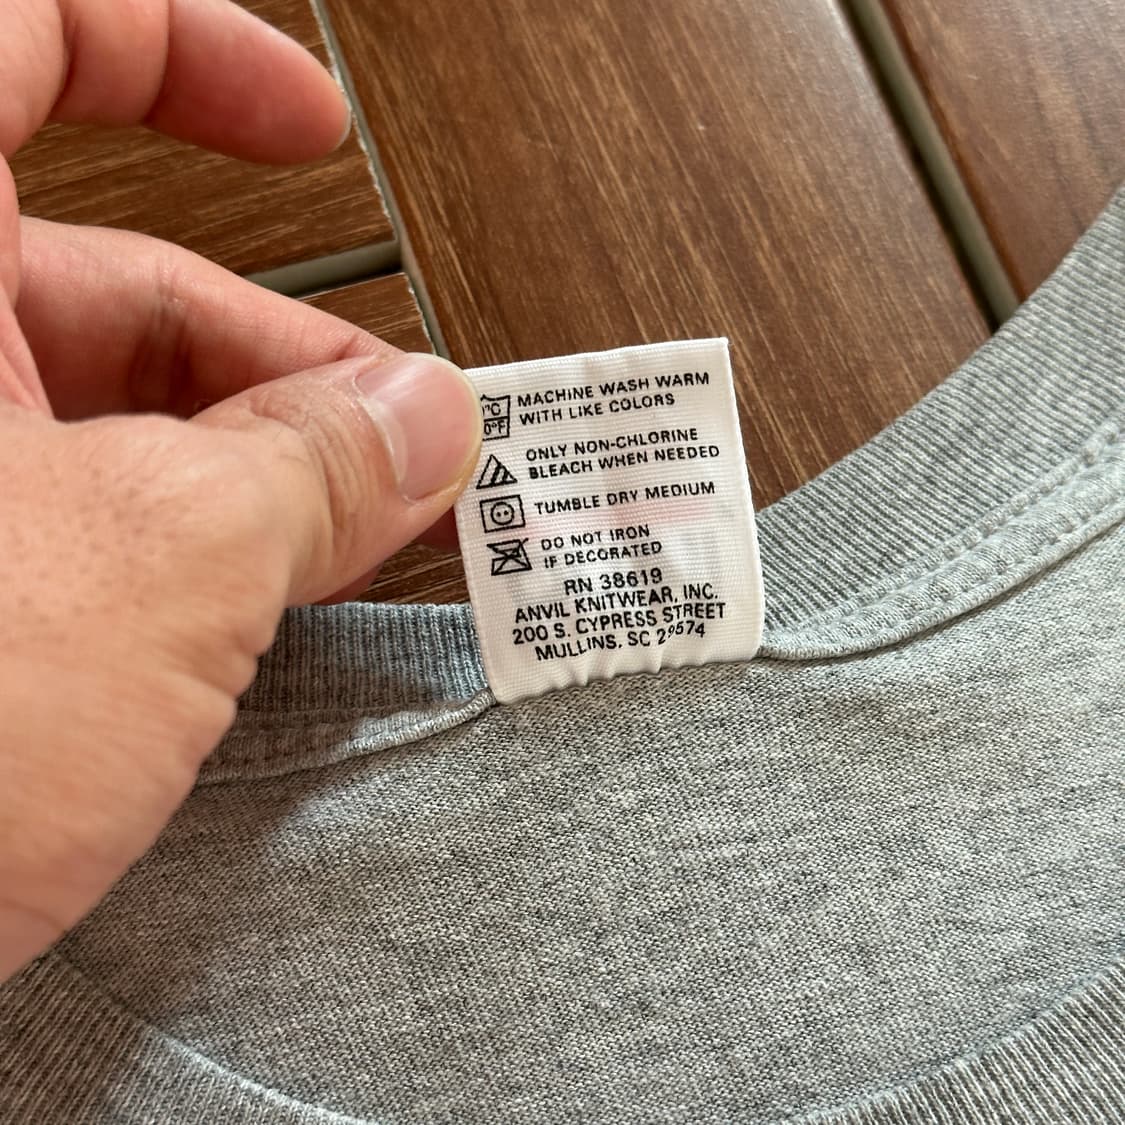 °C
0°F
MACHINE WASH WARM
WITH LIKE COLORS
ONLY NON-CHLORINE
BLEACH WHEN NEEDED
TUMBLE DRY MEDIUM
DO NOT IRON
IF DECORATED
RN 38619
ANVIL KNITWEAR, INC.
200 S. CYPRESS STREET
MULLINS, SC 29574